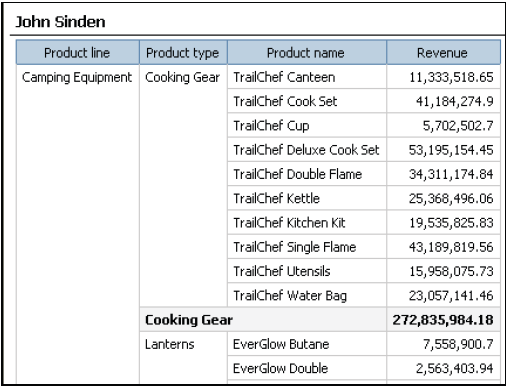 John Sinden
Product line Product type Product name Revenue
Camping Equipment Cooking Gear TrailChef Canteen 11,333,518.65
TrailChef Cook Set 41,184,274.9
TrailChef Cup 5,702,502.7
TrailChef Deluxe Cook Set 53,195,154.45
TrailChef Double Flame 34,311,174.84
TrailChef Kettle 25,368,496.06
TrailChef Kitchen Kit 19,535,825.83
TrailChef Single Flame 43,189,819.56
TrailChef Utensils 15,958,075.73
TrailChef Water Bag 23,057,141.46
Cooking Gear 272,835,984.18
Lanterns EverGlow Butane 7,558,900.7
EverGlow Double 2,563,403.94